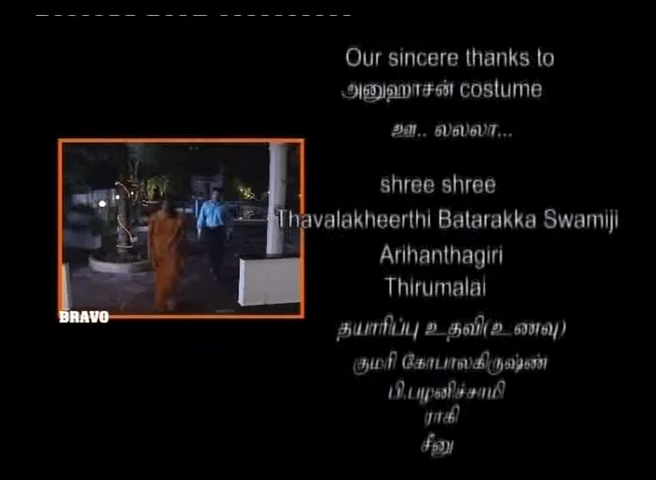 Our sincere thanks to
அனுஹாசன் costume
ஊ.. லலலா...
shree shree
Thavalakheerthi Batarakka Swamiji
Arihanthagiri
Thirumalai
BRAVO
தயாரிப்பு உதவி(உணவு)
குமரி கோபாலகிருஷ்ண்
பி.பழனிச்சாமி
ராகி
சீனு